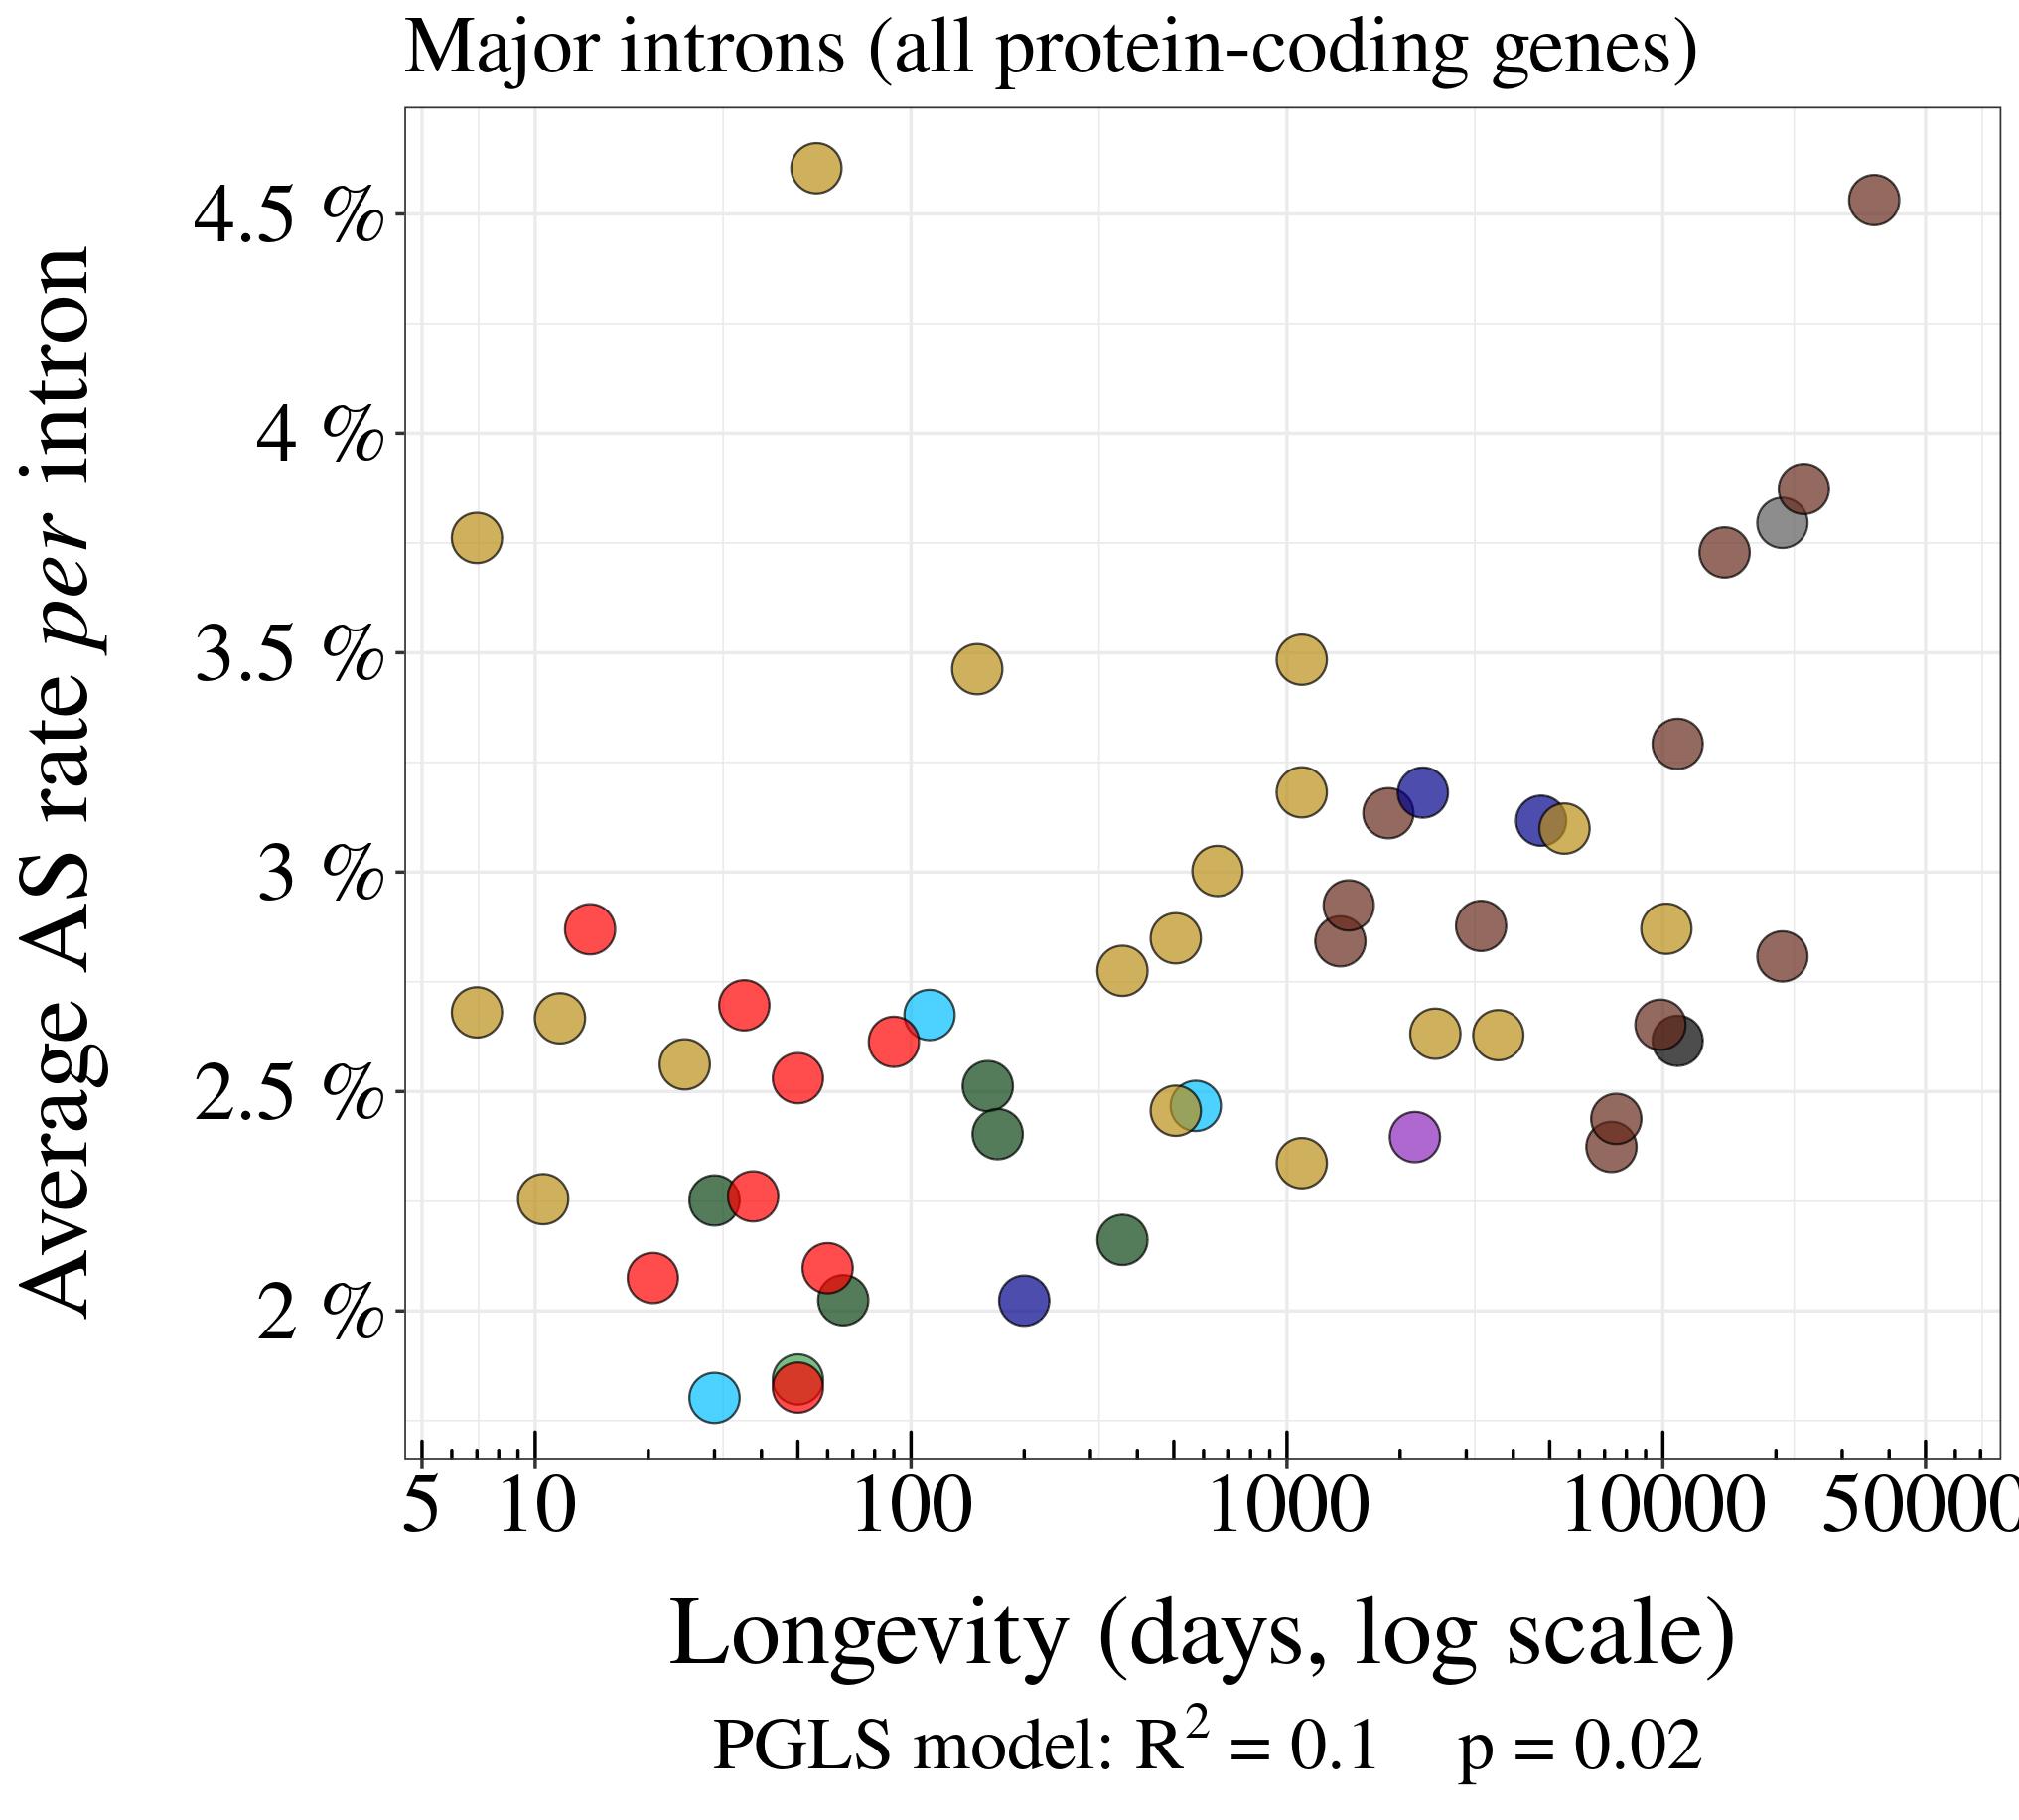 Major introns (all protein-coding genes)
Average AS rate per intron
4.5 %
4 %
3.5 %
3 %
2.5 %
2 %
5 10 100 1000 10000 50000
Longevity (days, log scale)
PGLS model: R² = 0.1 p = 0.02